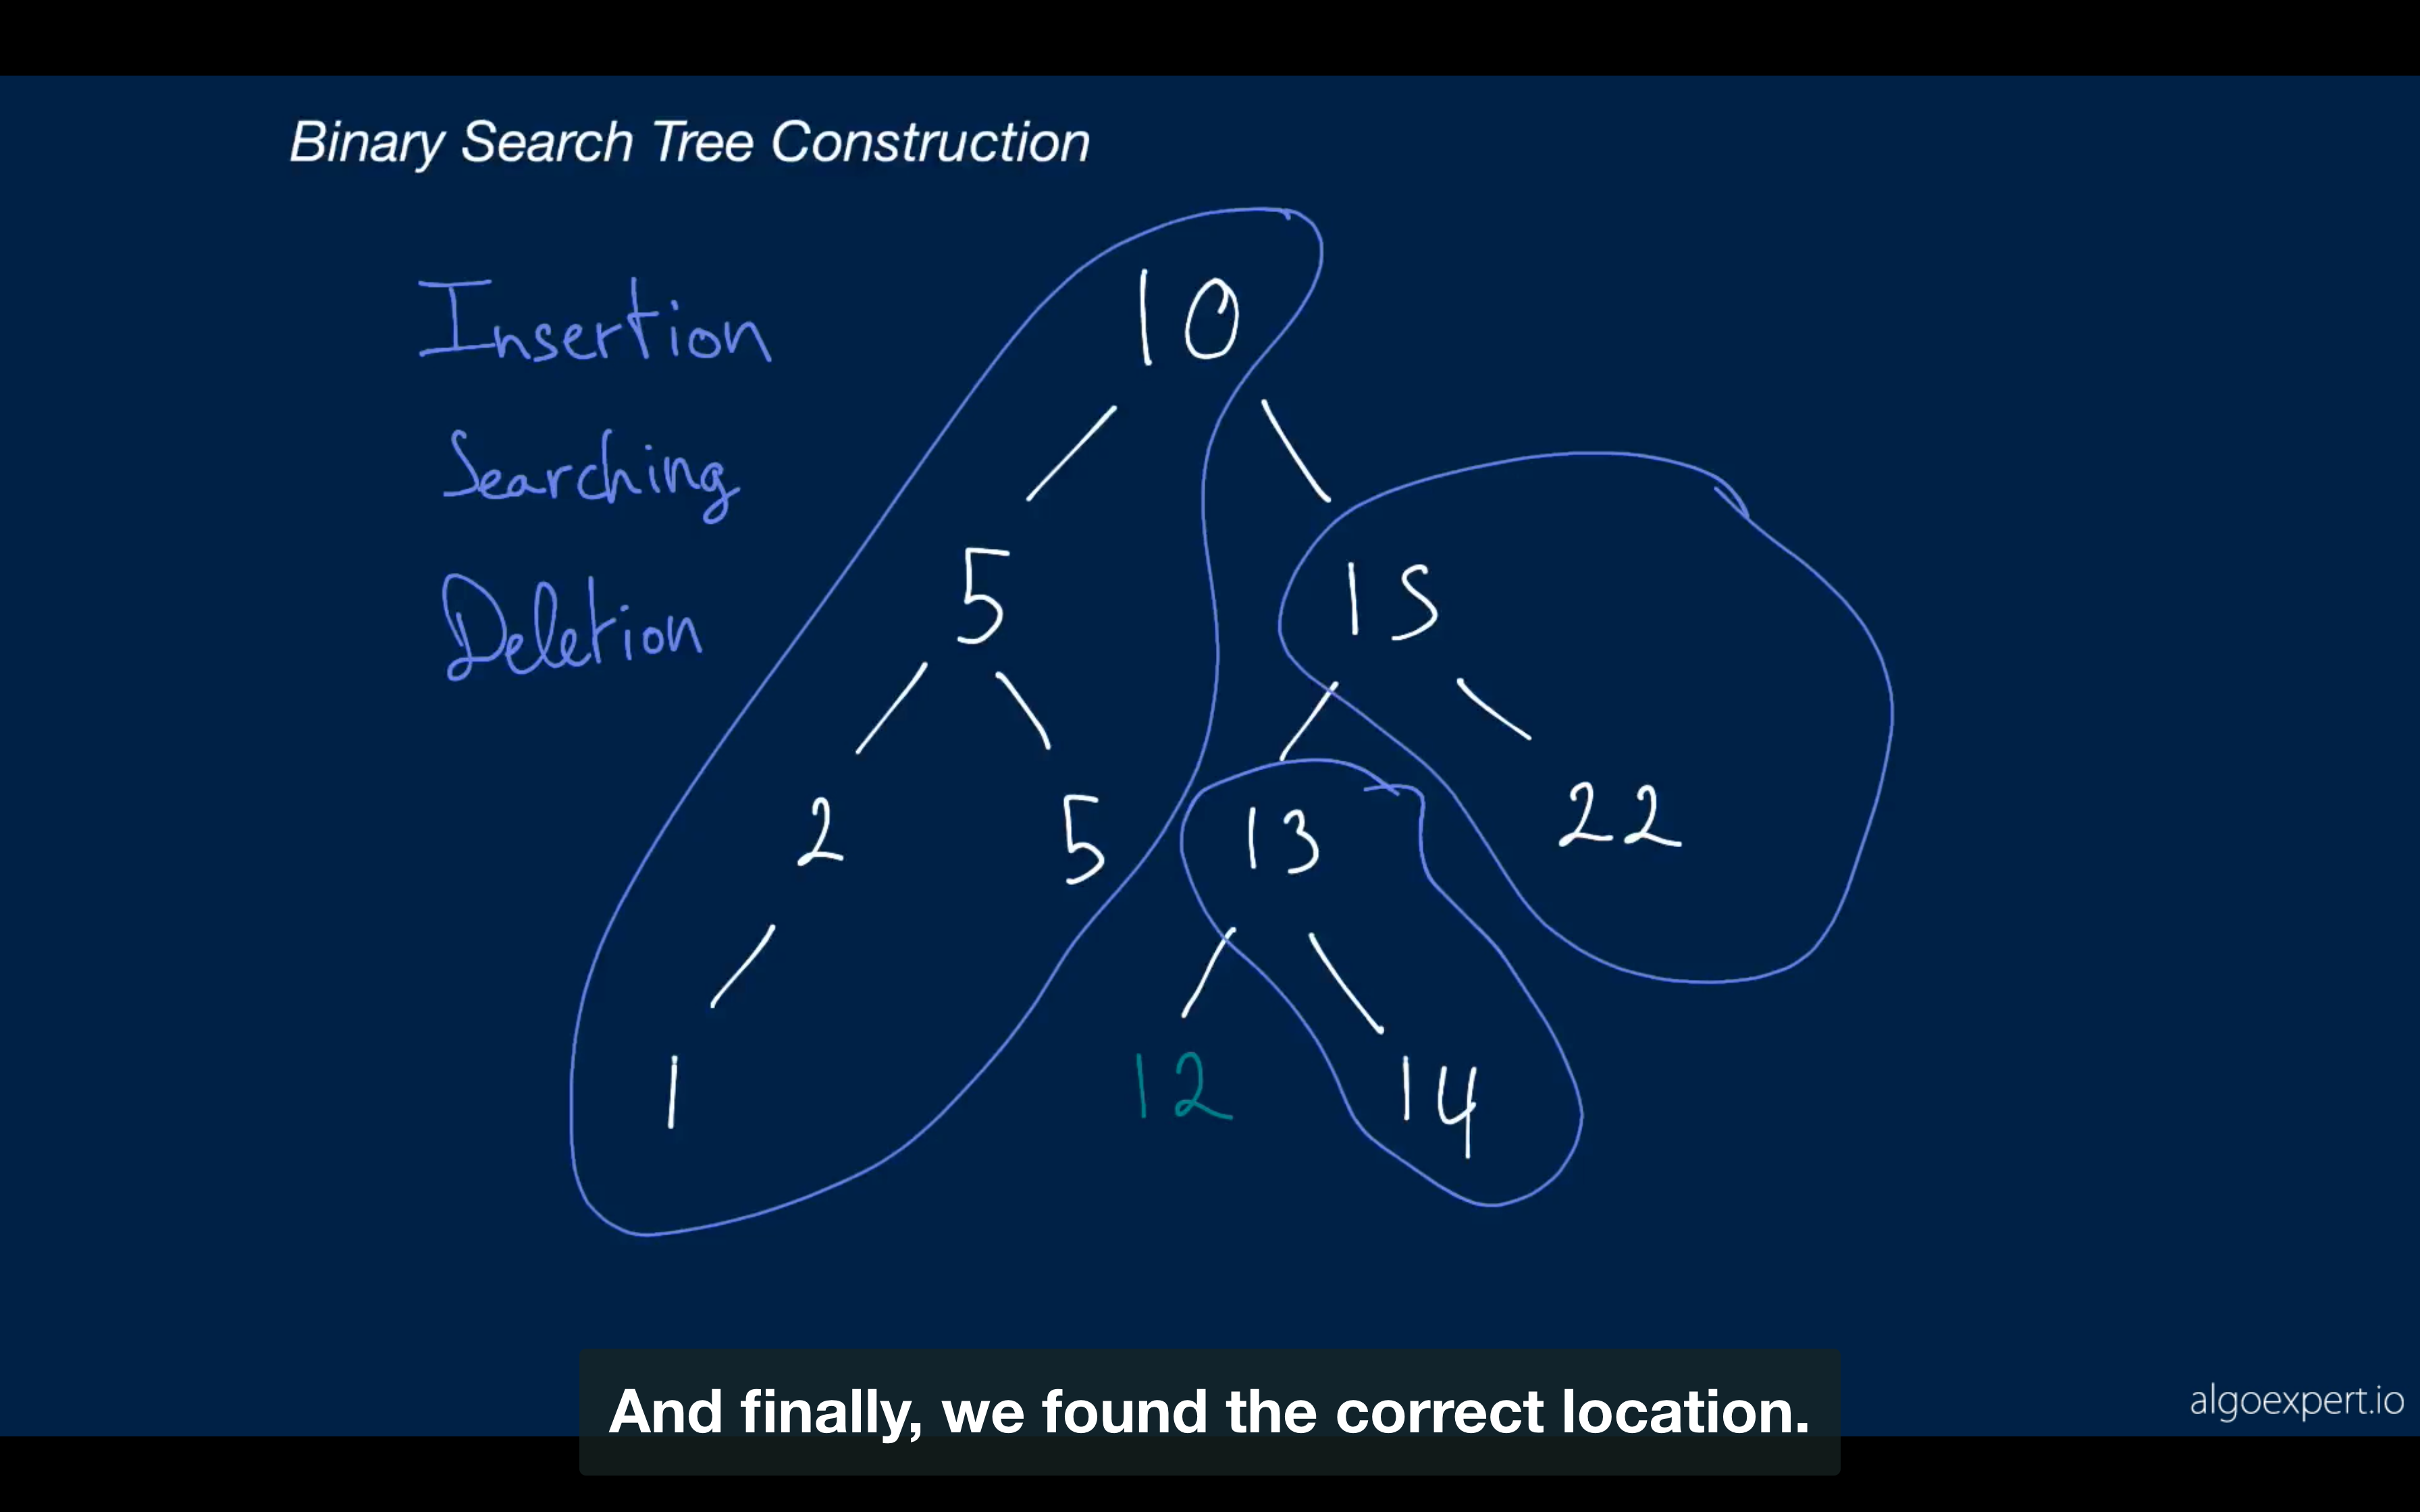 Binary Search Tree Construction
Insertion
Searching
Deletion
10
5 15
2 5 13 22
1 12 14
And finally, we found the correct location.
algoexpert.io